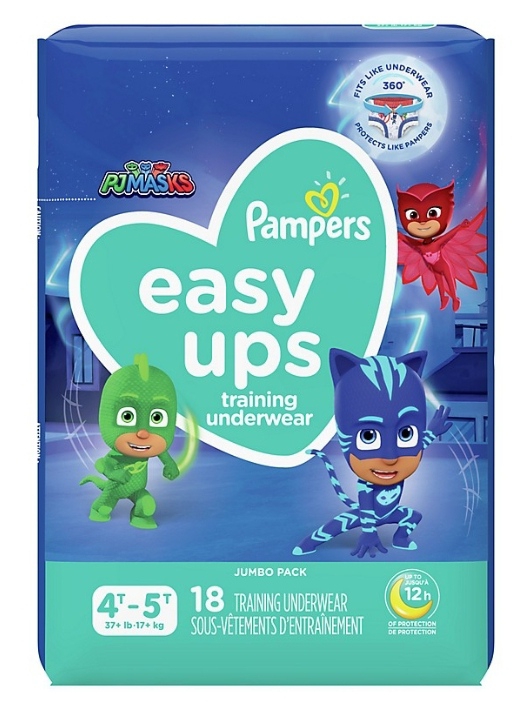 FITS LIKE UNDERWEAR
360°
PROTECTS LIKE PAMPERS
PJMASKS
Pampers
easy
ups
training
underwear
JUMBO PACK
4T-5T
37+ lb·17+ kg
18 TRAINING UNDERWEAR
SOUS-VÊTEMENTS D'ENTRAÎNEMENT
UP TO
JUSQU'À
12h
OF PROTECTION
DE PROTECTION